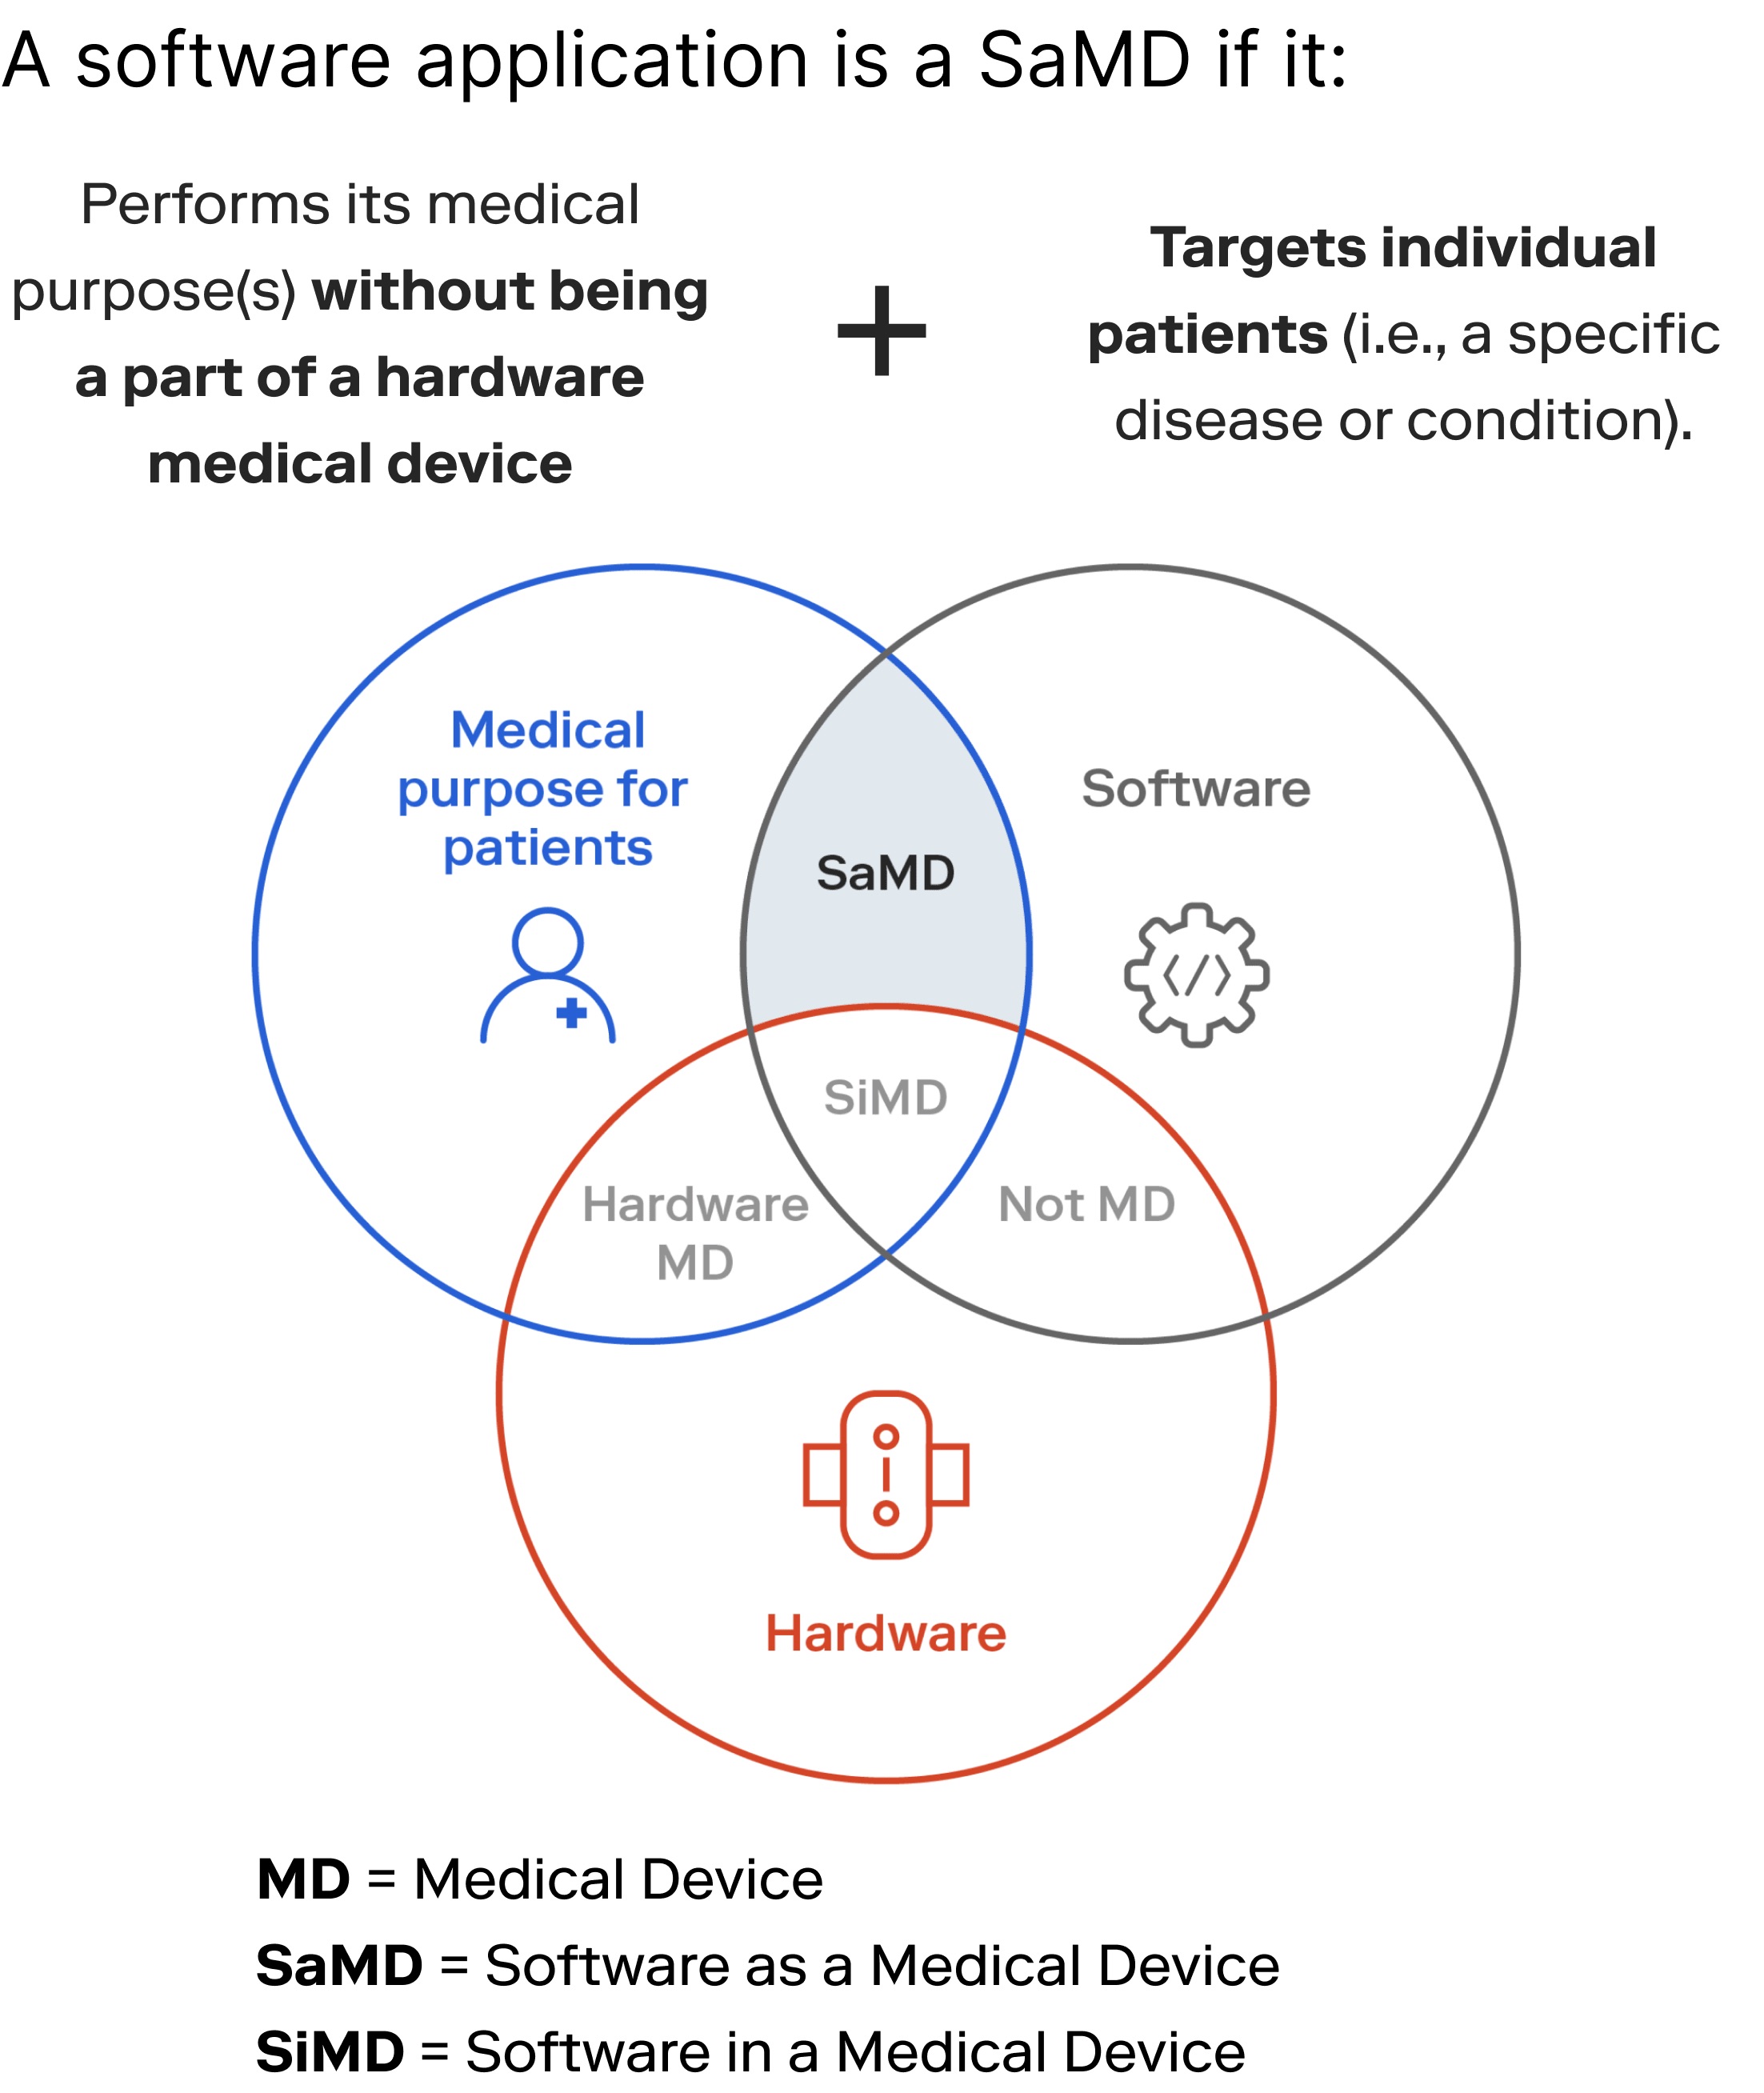 A software application is a SaMD if it:
Performs its medical
purpose(s) without being
a part of a hardware
medical device
+
Targets individual
patients (i.e., a specific
disease or condition).
Medical
purpose for
patients
Software
SaMD
</>
SiMD
Hardware
MD
Not MD
Hardware
MD = Medical Device
SaMD = Software as a Medical Device
SiMD = Software in a Medical Device